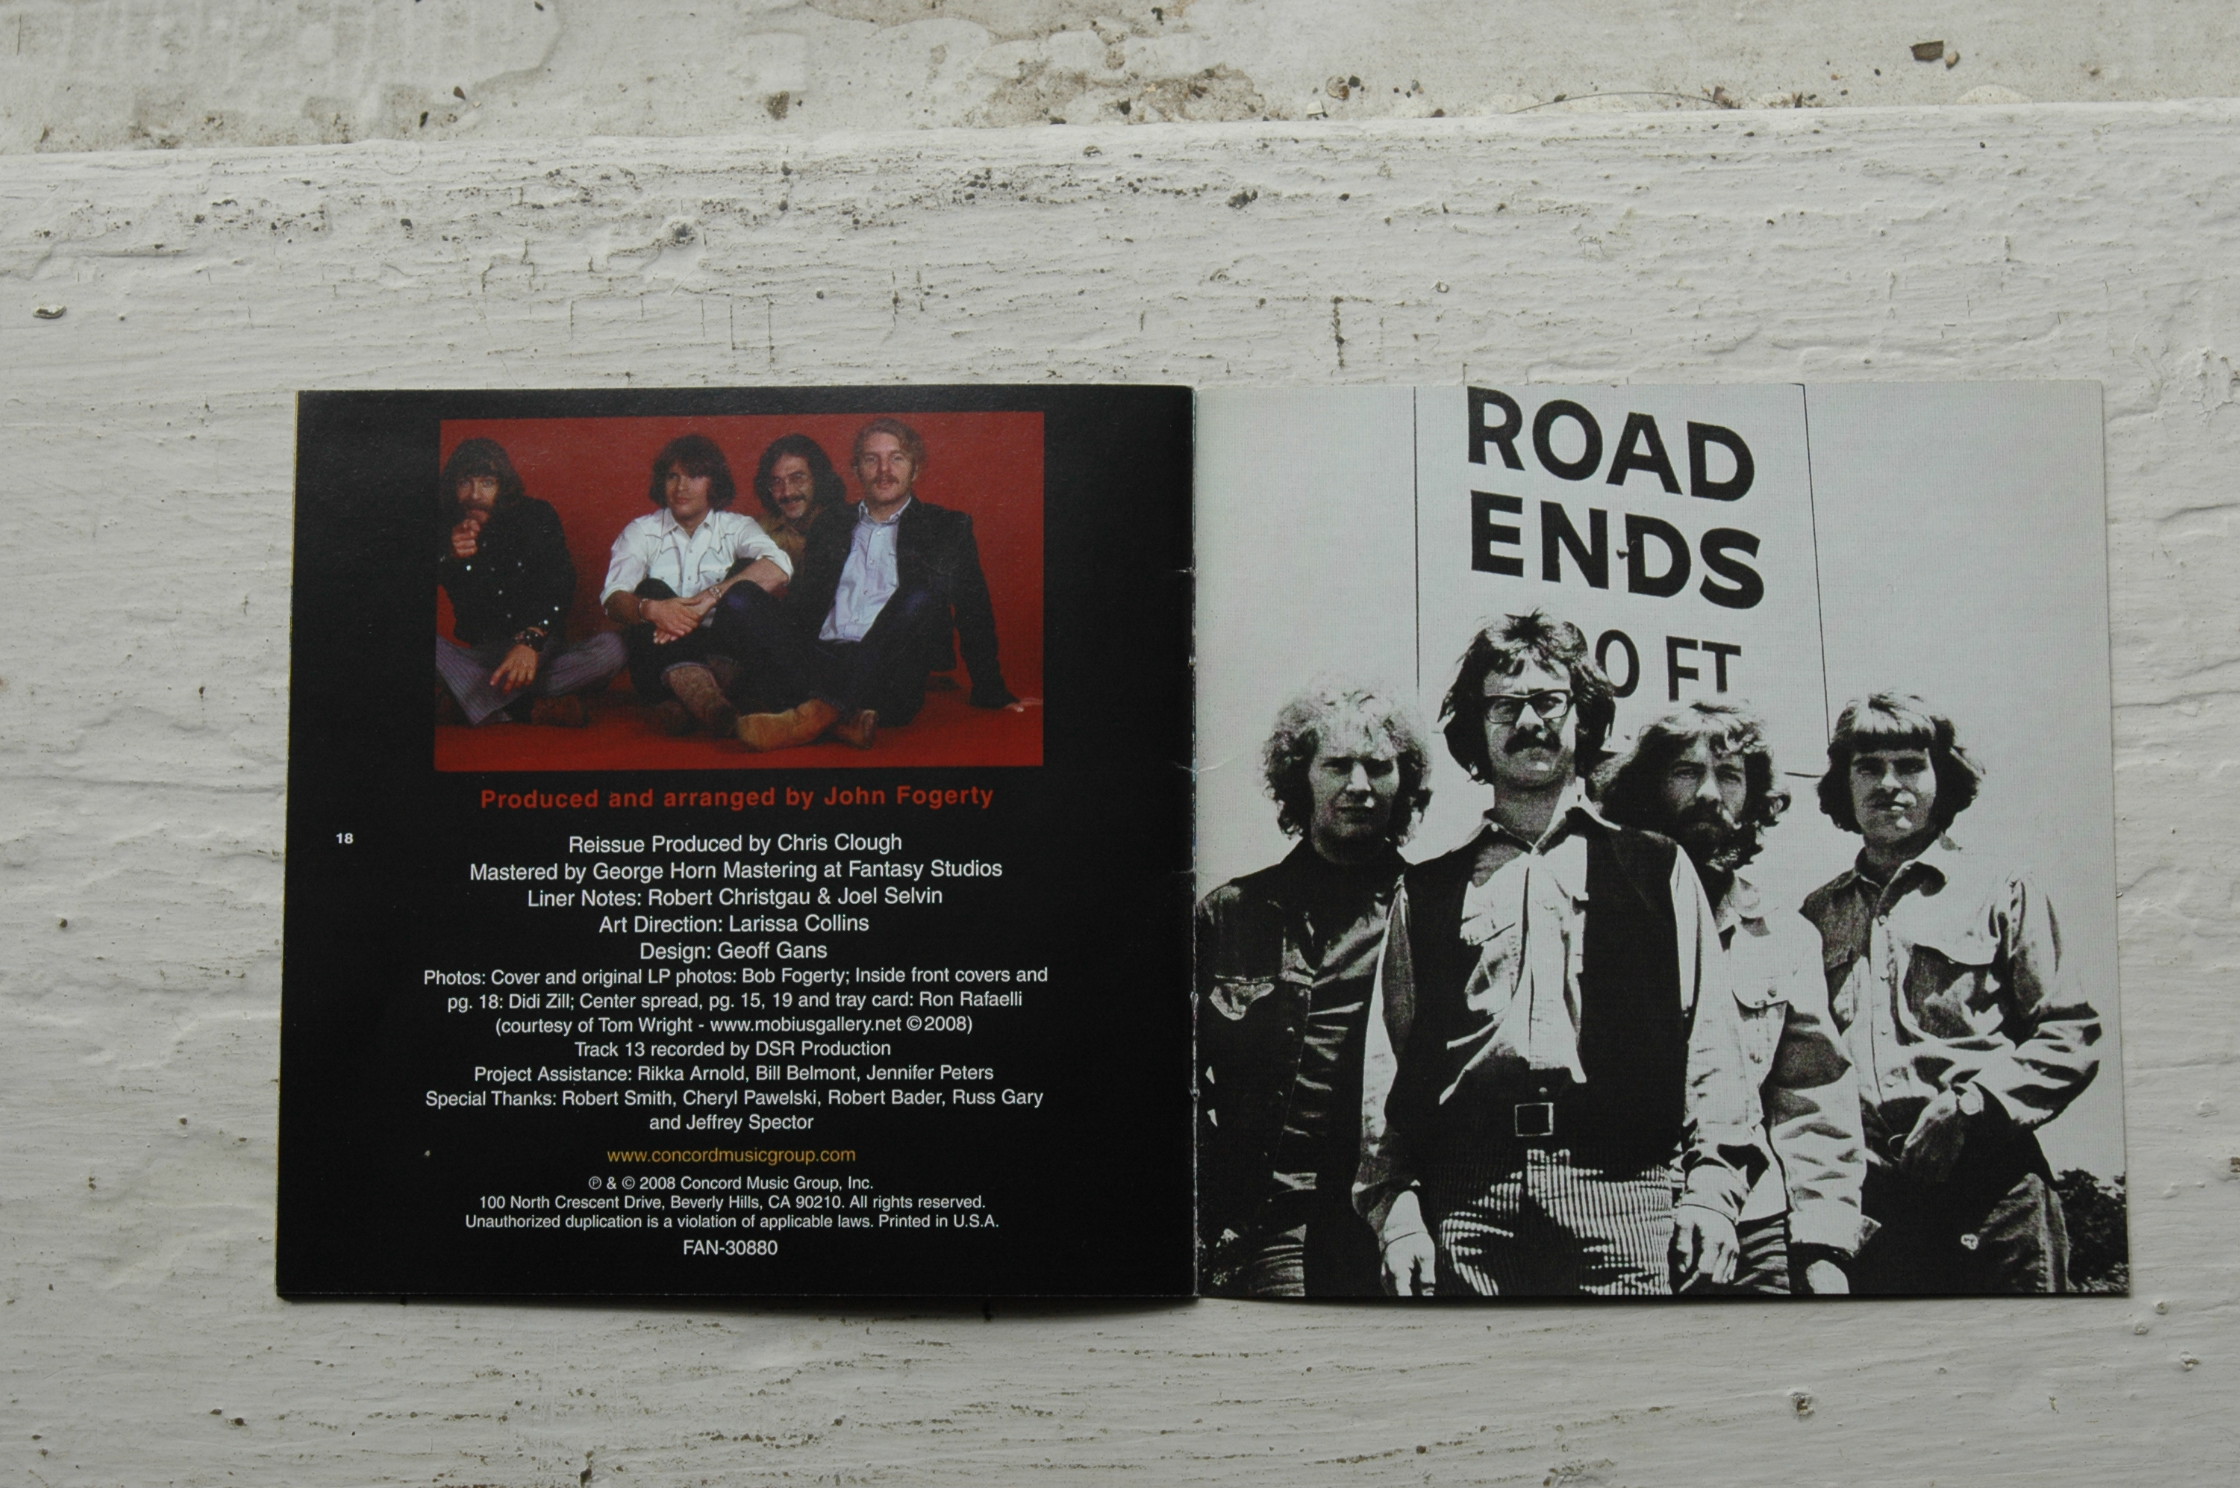 Produced and arranged by John Fogerty
18
Reissue Produced by Chris Clough
Mastered by George Horn Mastering at Fantasy Studios
Liner Notes: Robert Christgau & Joel Selvin
Art Direction: Larissa Collins
Design: Geoff Gans
Photos: Cover and original LP photos: Bob Fogerty; Inside front covers and
pg. 18: Didi Zill; Center spread, pg. 15, 19 and tray card: Ron Rafaelli
(courtesy of Tom Wright - www.mobiusgallery.net ©2008)
Track 13 recorded by DSR Production
Project Assistance: Rikka Arnold, Bill Belmont, Jennifer Peters
Special Thanks: Robert Smith, Cheryl Pawelski, Robert Bader, Russ Gary
and Jeffrey Spector
www.concordmusicgroup.com
℗ & © 2008 Concord Music Group, Inc.
100 North Crescent Drive, Beverly Hills, CA 90210. All rights reserved.
Unauthorized duplication is a violation of applicable laws. Printed in U.S.A.
FAN-30880
ROAD
ENDS
FT